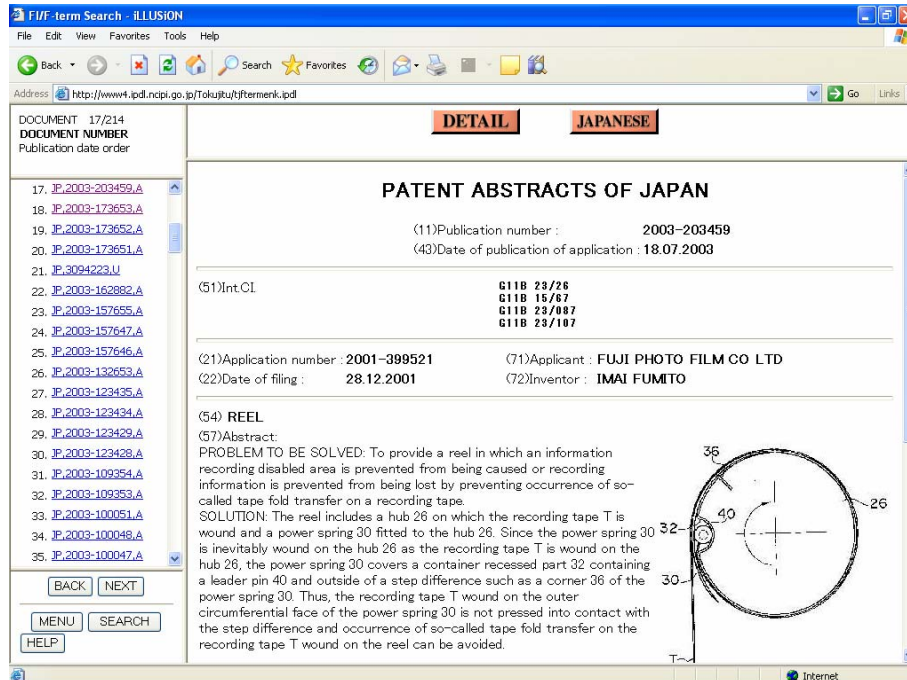 FI/F-term Search - iLLUSiON
File Edit View Favorites Tools Help
Back Search Favorites
Address http://www4.ipdl.ncipi.go.jp/Tokujitu/tjftermenk.ipdl Go Links
DOCUMENT 17/214
DOCUMENT NUMBER
Publication date order
DETAIL JAPANESE
17. JP,2003-203459,A
18. JP,2003-173653,A
19. JP,2003-173652,A
20. JP,2003-173651,A
21. JP,3094223,U
22. JP,2003-162882,A
23. JP,2003-157655,A
24. JP,2003-157647,A
25. JP,2003-157646,A
26. JP,2003-132653,A
27. JP,2003-123435,A
28. JP,2003-123434,A
29. JP,2003-123429,A
30. JP,2003-123428,A
31. JP,2003-109354,A
32. JP,2003-109353,A
33. JP,2003-100051,A
34. JP,2003-100048,A
35. JP,2003-100047,A
BACK NEXT
MENU SEARCH
HELP
PATENT ABSTRACTS OF JAPAN
(11)Publication number : 2003-203459
(43)Date of publication of application : 18.07.2003
(51)Int.Cl. G11B 23/26
G11B 15/67
G11B 23/087
G11B 23/107
(21)Application number : 2001-399521 (71)Applicant : FUJI PHOTO FILM CO LTD
(22)Date of filing : 28.12.2001 (72)Inventor : IMAI FUMITO
(54) REEL
(57)Abstract:
PROBLEM TO BE SOLVED: To provide a reel in which an information
recording disabled area is prevented from being caused or recording
information is prevented from being lost by preventing occurrence of so-
called tape fold transfer on a recording tape.
SOLUTION: The reel includes a hub 26 on which the recording tape T is
wound and a power spring 30 fitted to the hub 26. Since the power spring 30
is inevitably wound on the hub 26 as the recording tape T is wound on the
hub 26, the power spring 30 covers a container recessed part 32 containing
a leader pin 40 and outside of a step difference such as a corner 36 of the
power spring 30. Thus, the recording tape T wound on the outer
circumferential face of the power spring 30 is not pressed into contact with
the step difference and occurrence of so-called tape fold transfer on the
recording tape T wound on the reel can be avoided.
36
26
40
32
30
T
Internet